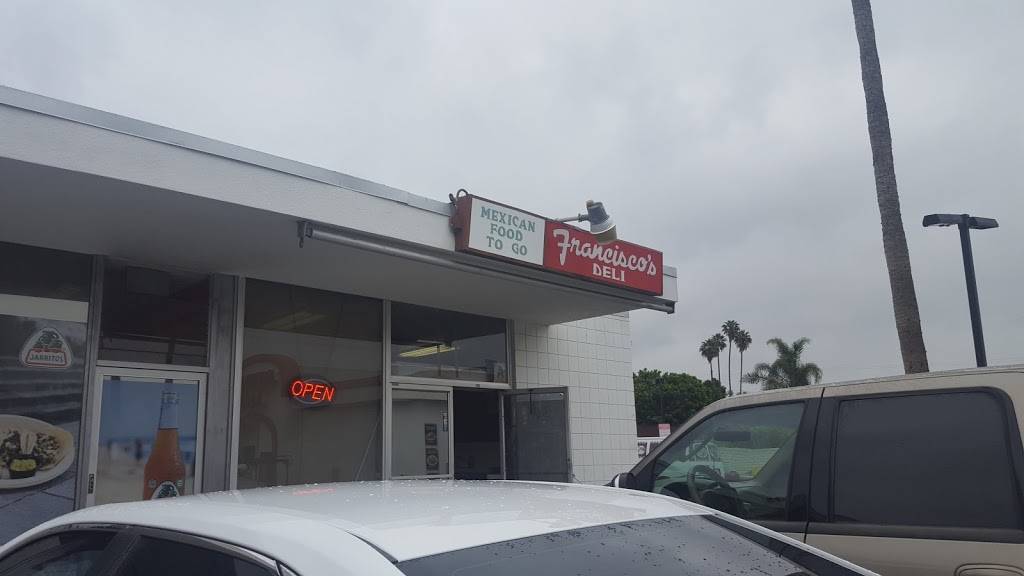 MEXICAN
FOOD
TO GO
Francisco's
DELI
JARRITOS
OPEN